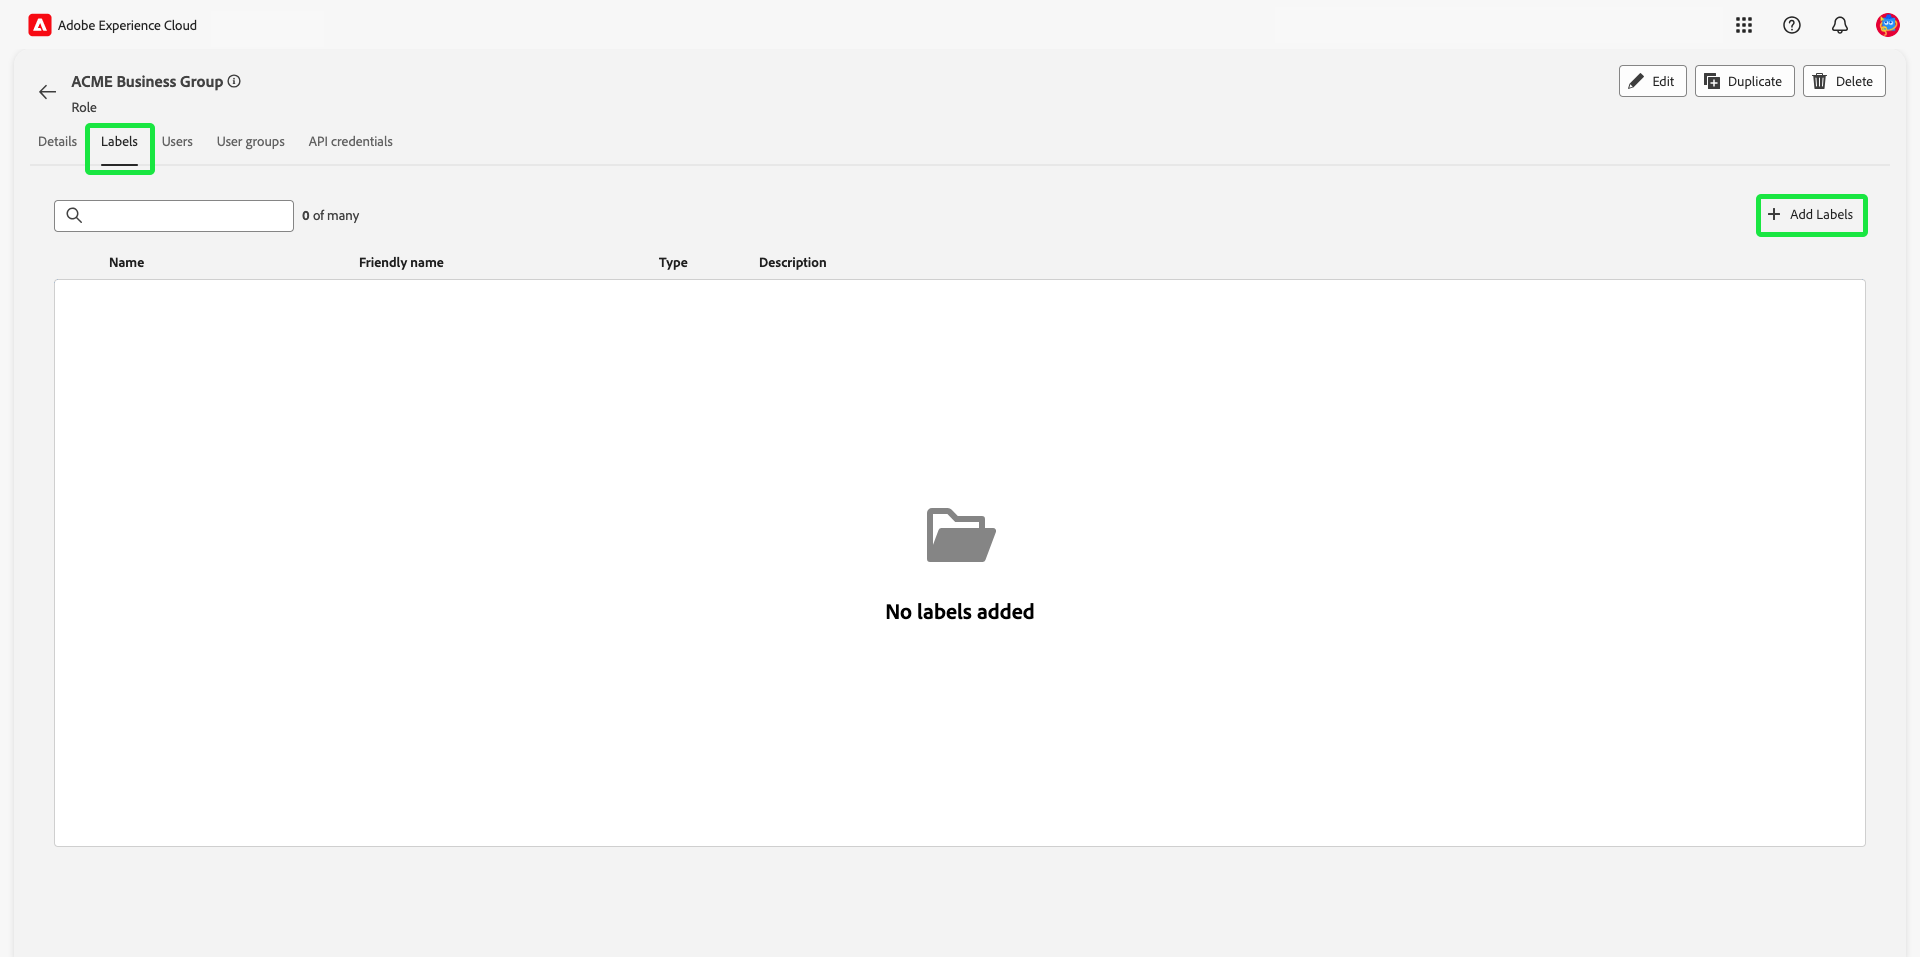 Adobe Experience Cloud
ACME Business Group
Role
Edit
Duplicate
Delete
Details
Labels
Users
User groups
API credentials
0 of many
Add Labels
Name
Friendly name
Type
Description
No labels added